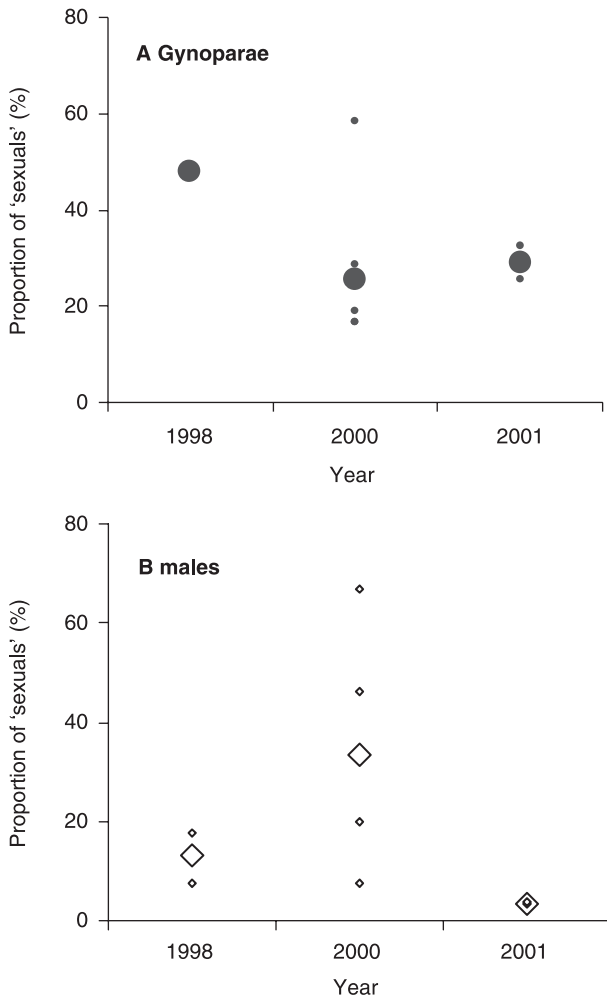 80
A Gynoparae
60
40
20
0
Proportion of ‘sexuals’ (%)
1998 2000 2001
Year
80
B males
60
40
20
0
Proportion of ‘sexuals’ (%)
1998 2000 2001
Year